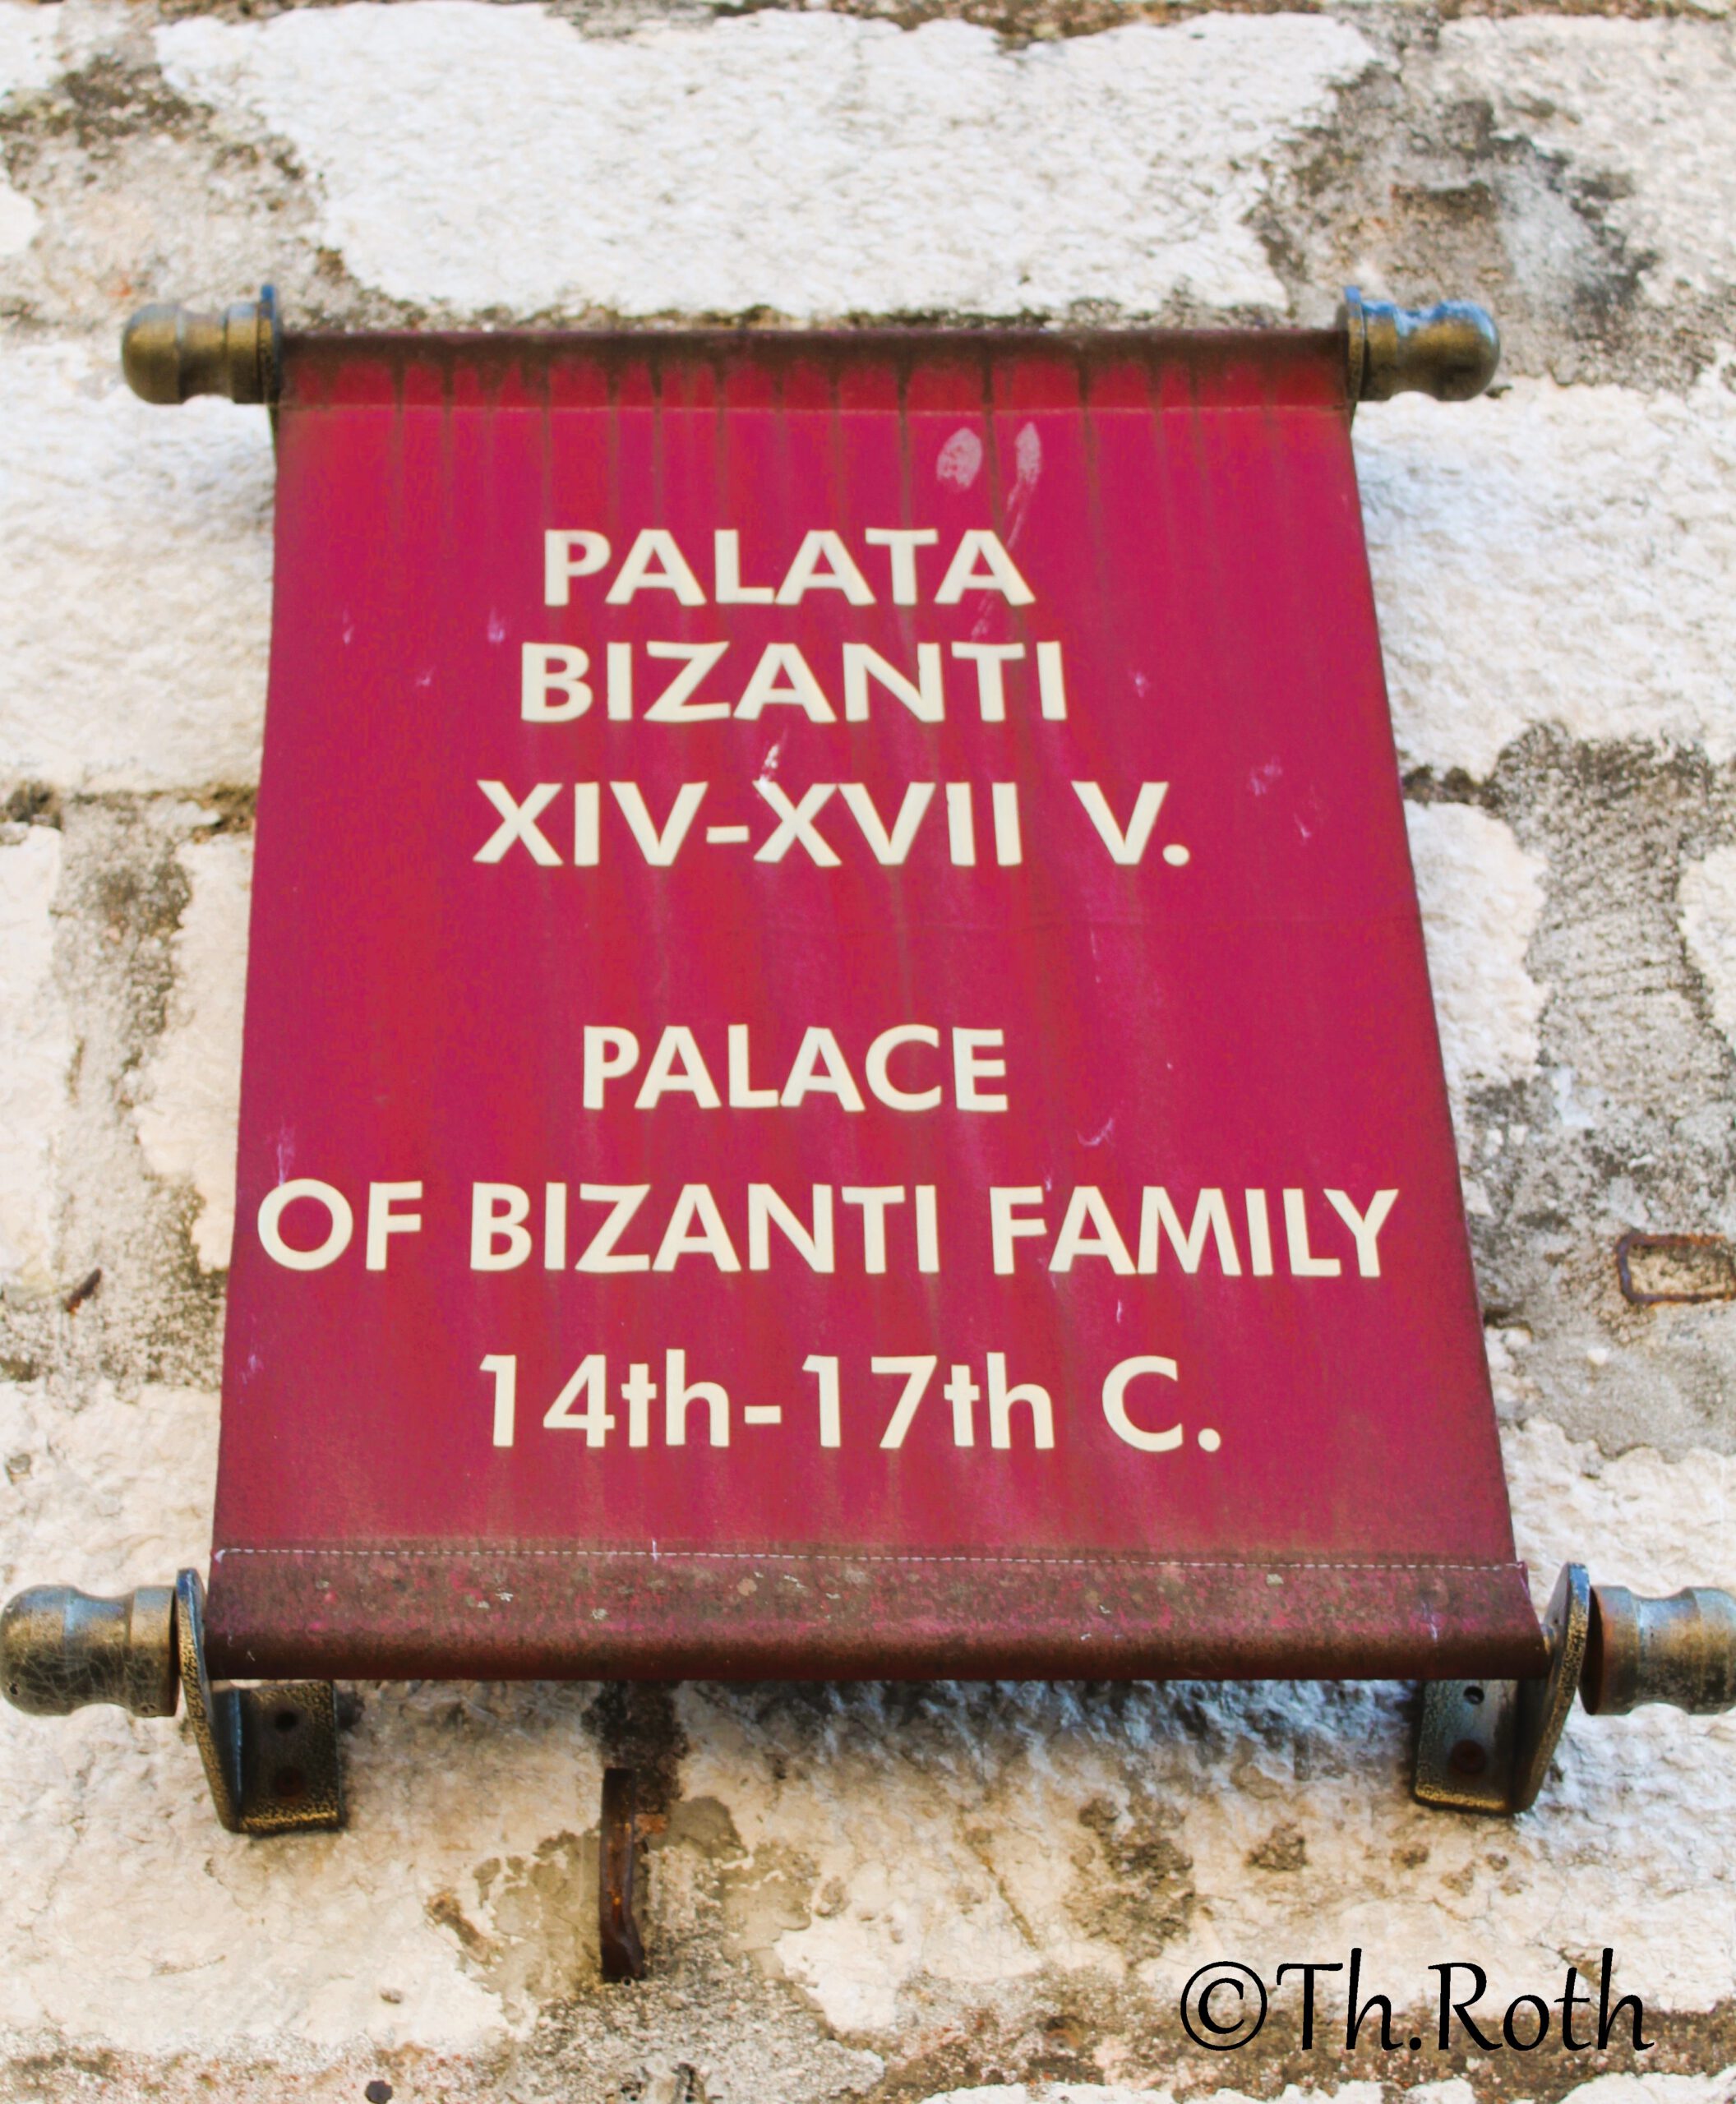 PALATA
BIZANTI
XIV-XVII V.
PALACE
OF BIZANTI FAMILY
14th-17th C.
©Th.Roth